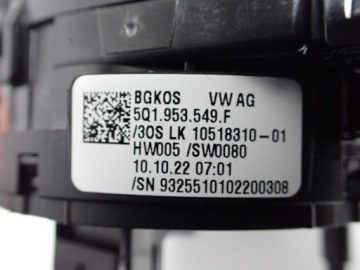 BGKOS VW AG
5Q1.953.549.F
/30S LK 10518310-01
HW005 /SW0080
10.10.22 07:01
/SN 9325510102200308